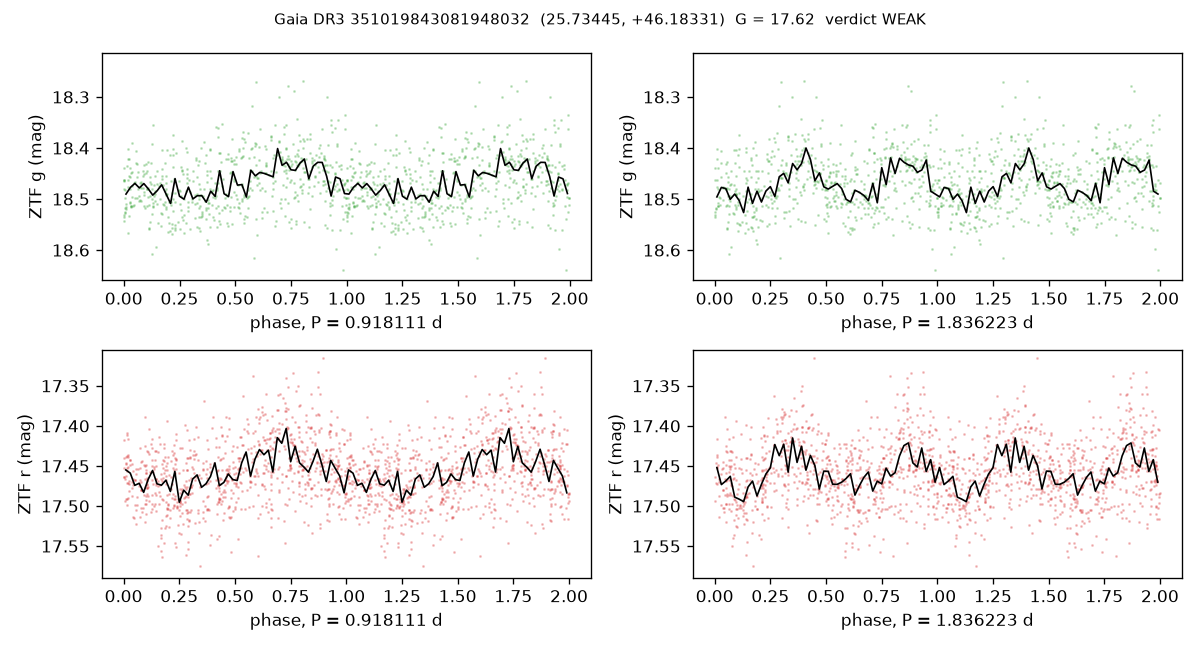 Gaia DR3 351019843081948032  (25.73445, +46.18331)  G = 17.62  verdict WEAK
ZTF g (mag)
18.3
18.4
18.5
18.6
0.00 0.25 0.50 0.75 1.00 1.25 1.50 1.75 2.00
phase, P = 0.918111 d
ZTF g (mag)
18.3
18.4
18.5
18.6
0.00 0.25 0.50 0.75 1.00 1.25 1.50 1.75 2.00
phase, P = 1.836223 d
ZTF r (mag)
17.35
17.40
17.45
17.50
17.55
0.00 0.25 0.50 0.75 1.00 1.25 1.50 1.75 2.00
phase, P = 0.918111 d
ZTF r (mag)
17.35
17.40
17.45
17.50
17.55
0.00 0.25 0.50 0.75 1.00 1.25 1.50 1.75 2.00
phase, P = 1.836223 d